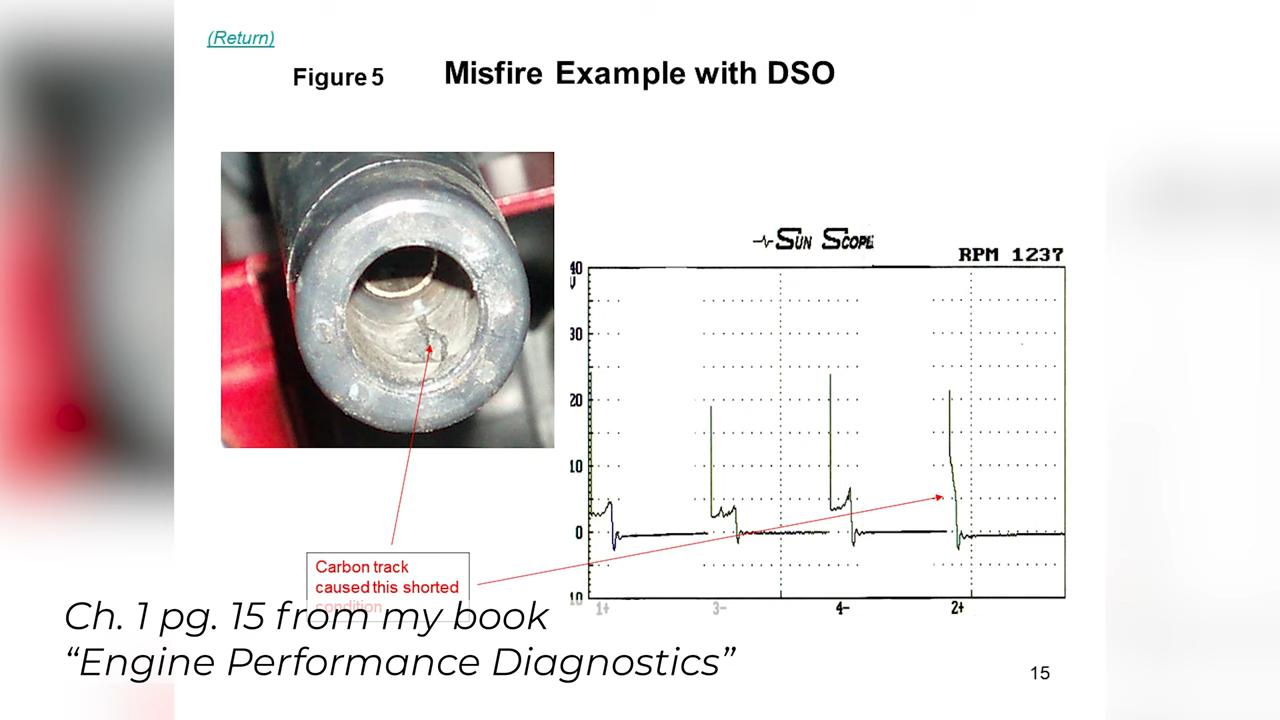 (Return)
Figure 5 Misfire Example with DSO
SUN SCOPE
RPM 1237
40
V
30
20
10
0
10
1+ 3- 4- 2+
Carbon track
caused this shorted
condition
Ch. 1 pg. 15 from my book
“Engine Performance Diagnostics”
15